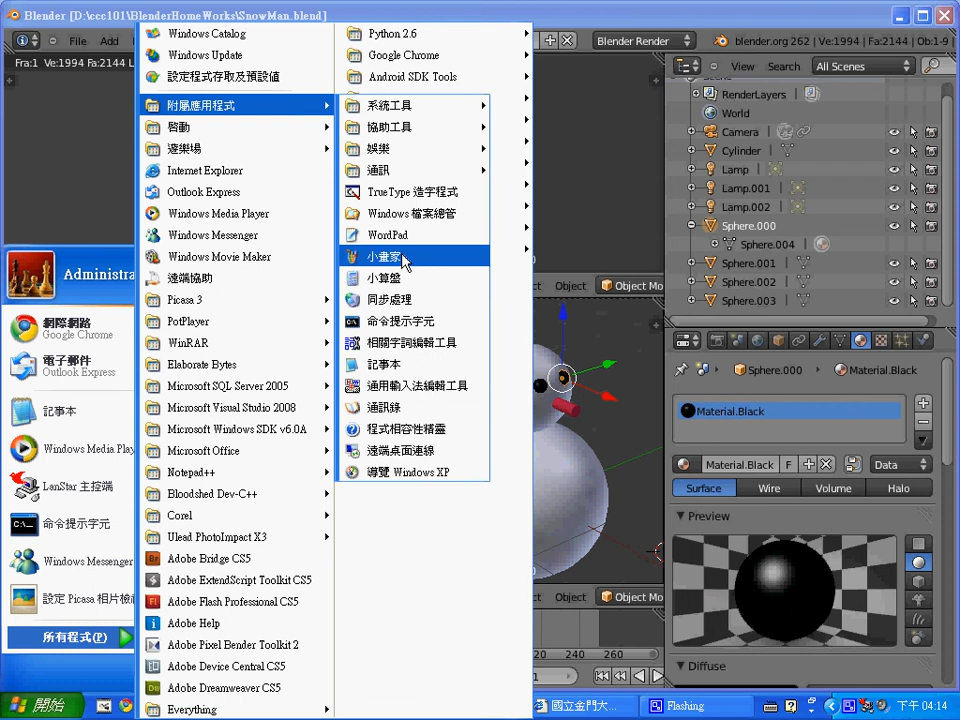 Blender [D:\ccc101\BlenderHomeWorks\SnowMan.blend]
File Add
Blender Render
blender.org 262 | Ve:1994 | Fa:2144 | Ob:1-9
Fra:1 Ve:1994 Fa:2144
View Search All Scenes
RenderLayers
World
Camera
Cylinder
Lamp
Lamp.001
Lamp.002
Sphere.000
Sphere.004
Sphere.001
Sphere.002
Sphere.003
Sphere.000 Material.Black
Material.Black
Material.Black F Data
Surface Wire Volume Halo
Preview
Diffuse
Object Object Mo
Object Object Mo
220 240 260
Administra
網際網路
Google Chrome
電子郵件
Outlook Express
記事本
Windows Media Play
LanStar 主控端
命令提示字元
Windows Messenger
設定 Picasa 相片檢
所有程式(P)
Windows Catalog
Windows Update
設定程式存取及預設值
附屬應用程式
啟動
遊樂場
Internet Explorer
Outlook Express
Windows Media Player
Windows Messenger
Windows Movie Maker
遠端協助
Picasa 3
PotPlayer
WinRAR
Elaborate Bytes
Microsoft SQL Server 2005
Microsoft Visual Studio 2008
Microsoft Windows SDK v6.0A
Microsoft Office
Notepad++
Bloodshed Dev-C++
Corel
Ulead PhotoImpact X3
Adobe Bridge CS5
Adobe ExtendScript Toolkit CS5
Adobe Flash Professional CS5
Adobe Help
Adobe Pixel Bender Toolkit 2
Adobe Device Central CS5
Adobe Dreamweaver CS5
Everything
Python 2.6
Google Chrome
Android SDK Tools
系統工具
協助工具
娛樂
通訊
TrueType 造字程式
Windows 檔案總管
WordPad
小畫家
小算盤
同步處理
命令提示字元
相關字詞編輯工具
記事本
通用輸入法編輯工具
通訊錄
程式相容性精靈
遠端桌面連線
導覽 Windows XP
開始
國立金門大...
Flashing
下午 04:14